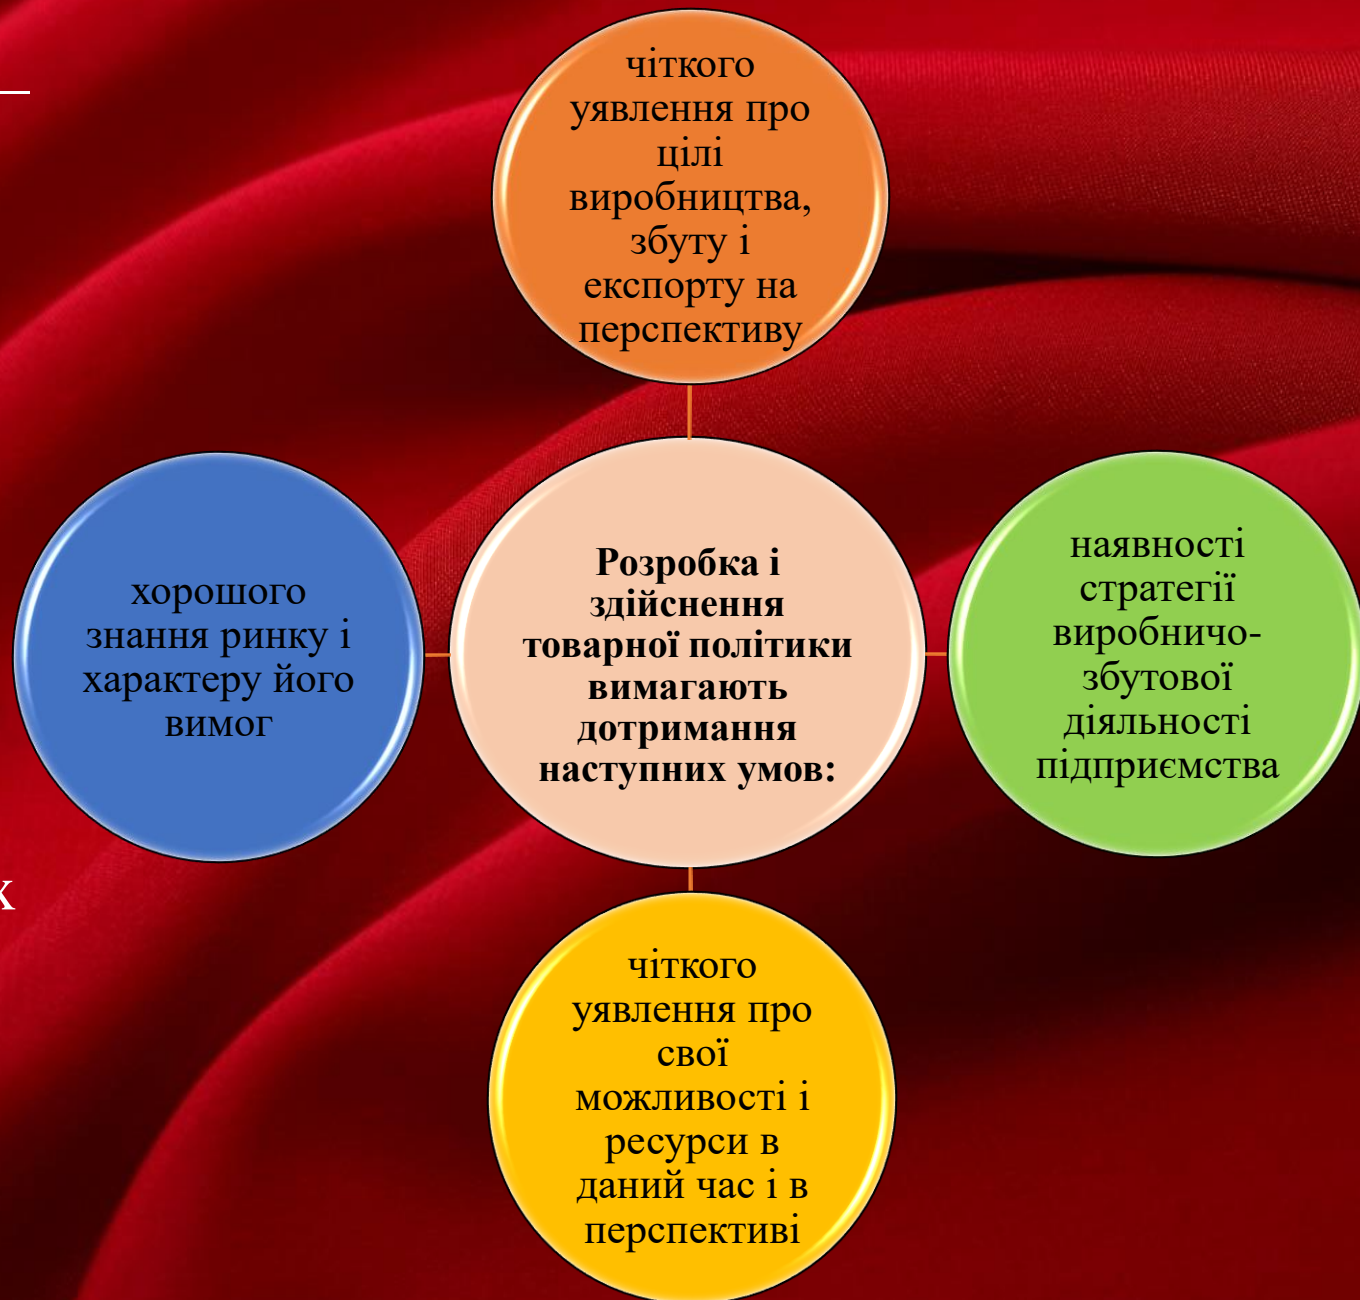 чіткого
уявлення про
цілі
виробництва,
збуту і
експорту на
перспективу
хорошого
знання ринку і
характеру його
вимог
Розробка і
здійснення
товарної політики
вимагають
дотримання
наступних умов:
наявності
стратегії
виробничо-
збутової
діяльності
підприємства
чіткого
уявлення про
свої
можливості і
ресурси в
даний час і в
перспективі